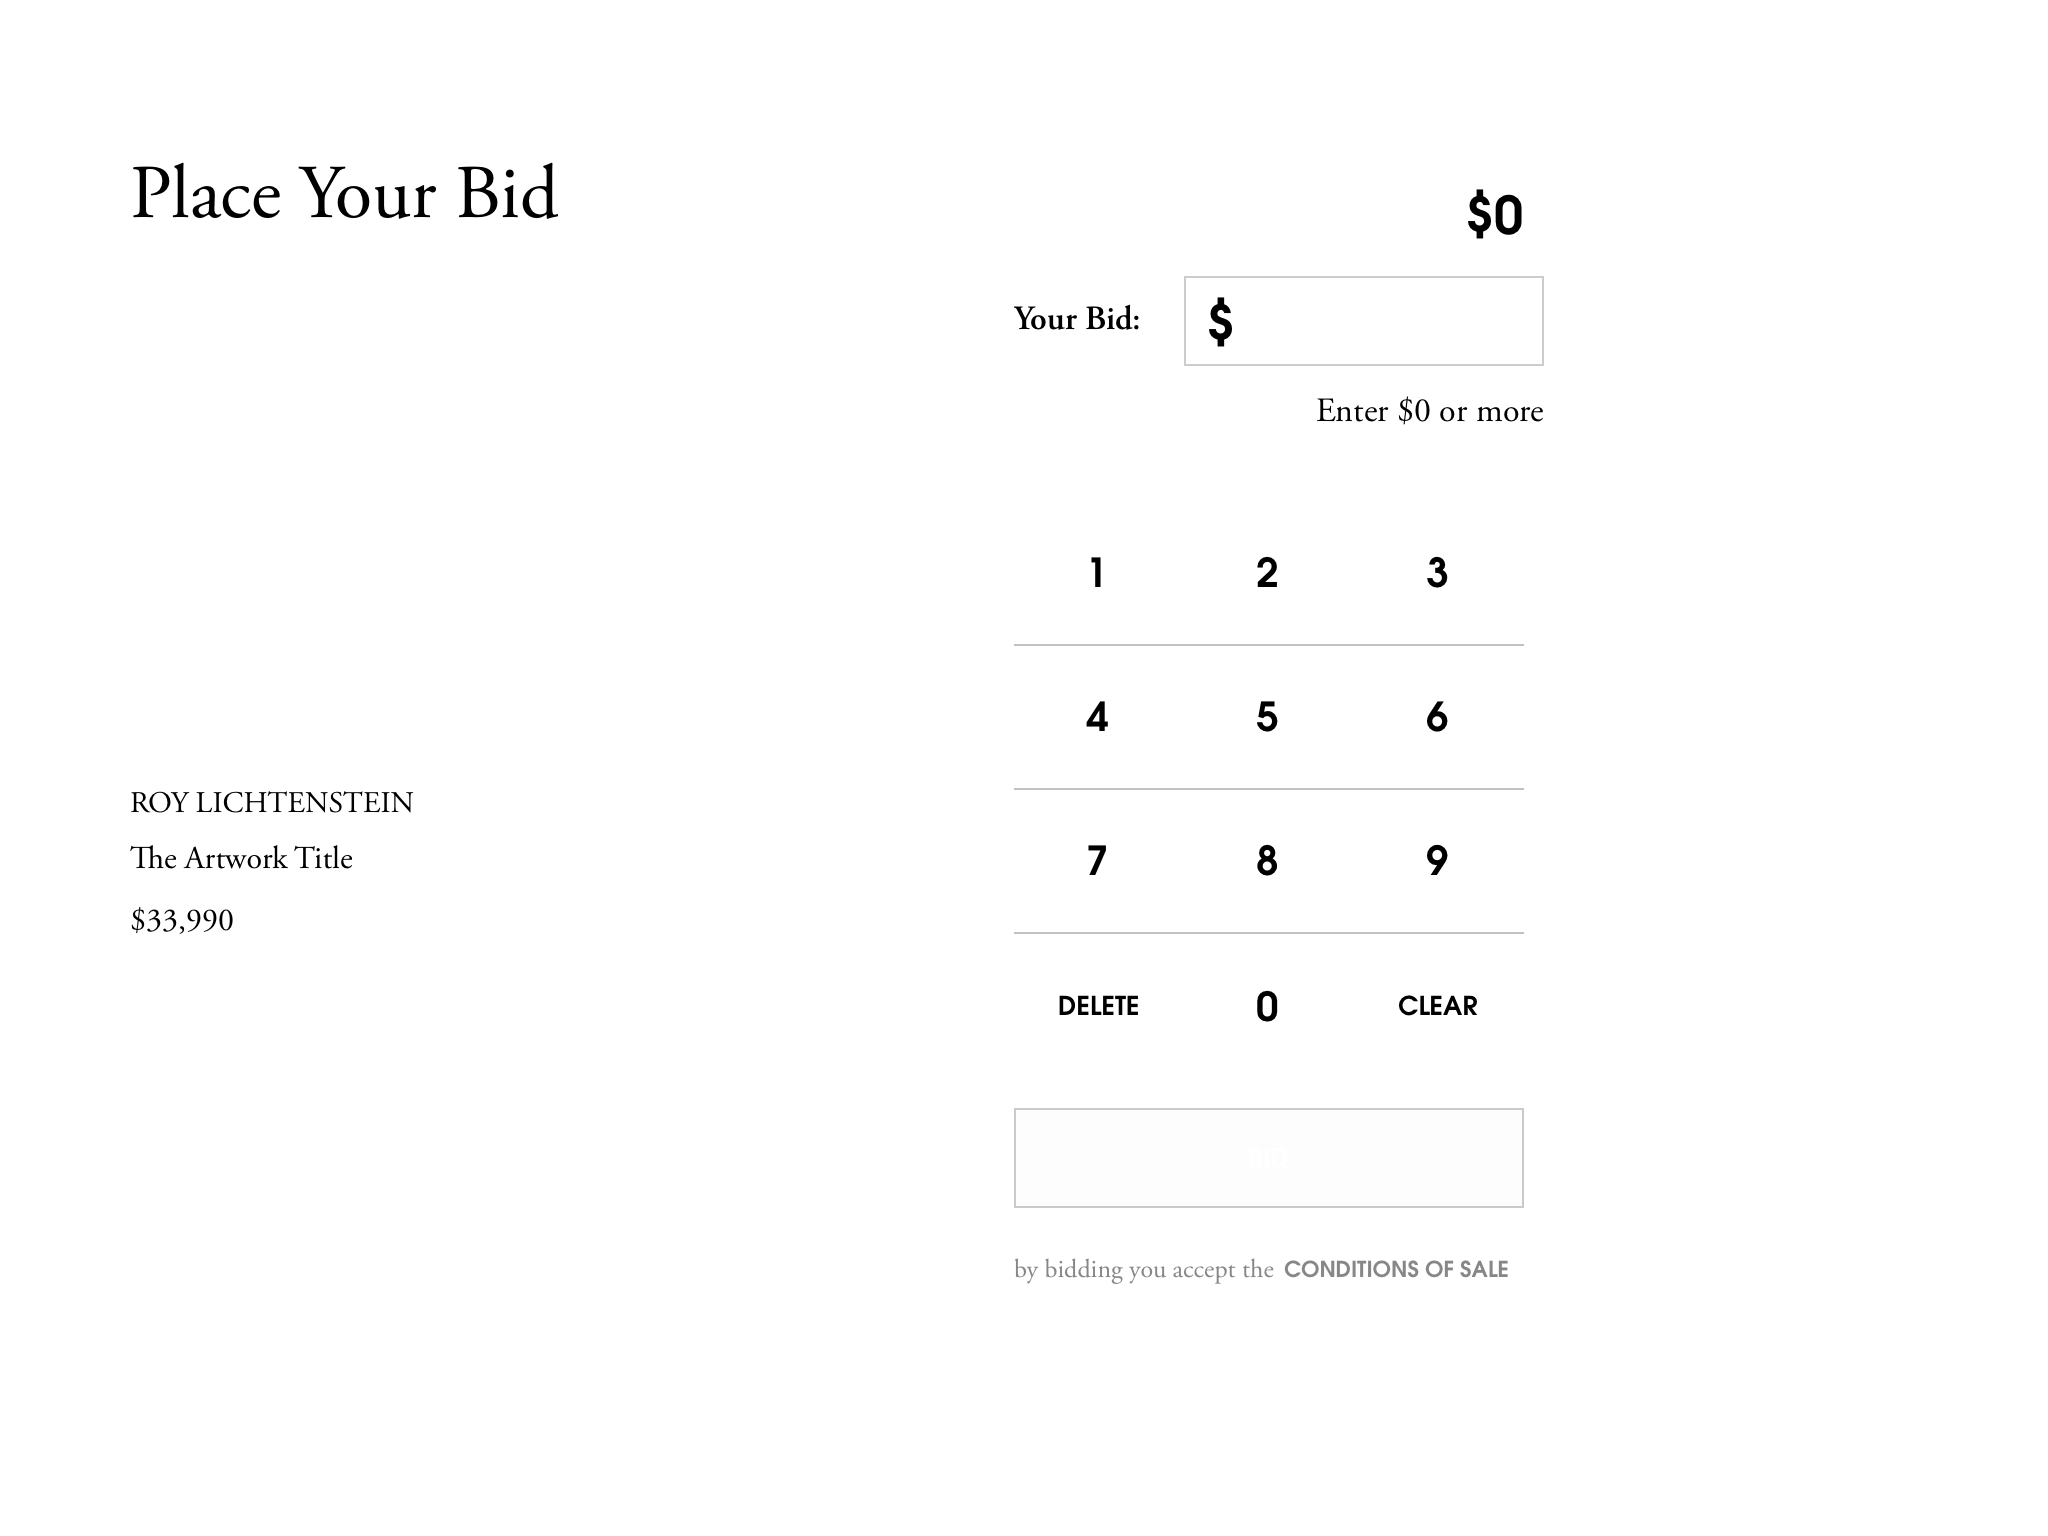 Place Your Bid
$0
Your Bid:
$
Enter $0 or more
1 2 3
4 5 6
7 8 9
DELETE 0 CLEAR
ROY LICHTENSTEIN
The Artwork Title
$33,990
by bidding you accept the CONDITIONS OF SALE